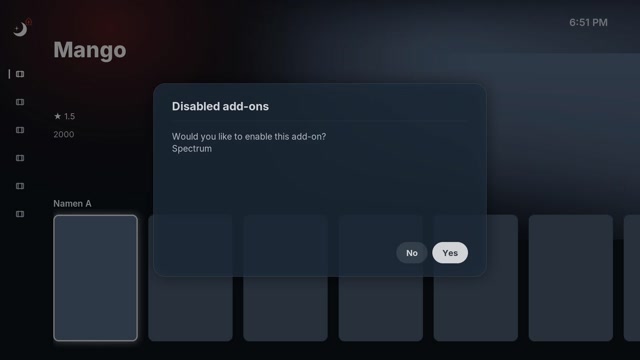 6:51 PM
Mango
★ 1.5
2000
Namen A
Disabled add-ons
Would you like to enable this add-on?
Spectrum
No
Yes